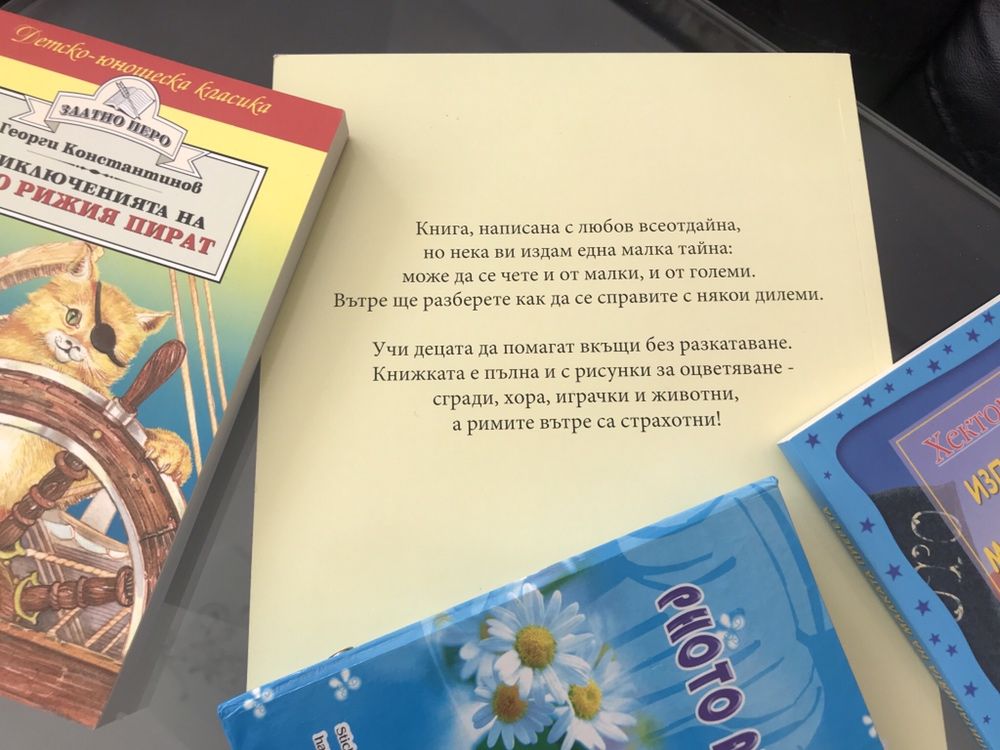 Детско-юношеска класика
ЗЛАТНО ПЕРО
Георги Константинов
НА
РИЖИЯ ПИРАТ
Книга, написана с любов всеотдайна,
но нека ви издам една малка тайна:
може да се чете и от малки, и от големи.
Вътре ще разберете как да се справите с някои дилеми.
Учи децата да помагат вкъщи без разкатаване.
Книжката е пълна и с рисунки за оцветяване -
сгради, хора, играчки и животни,
а римите вътре са страхотни!
PHOTO